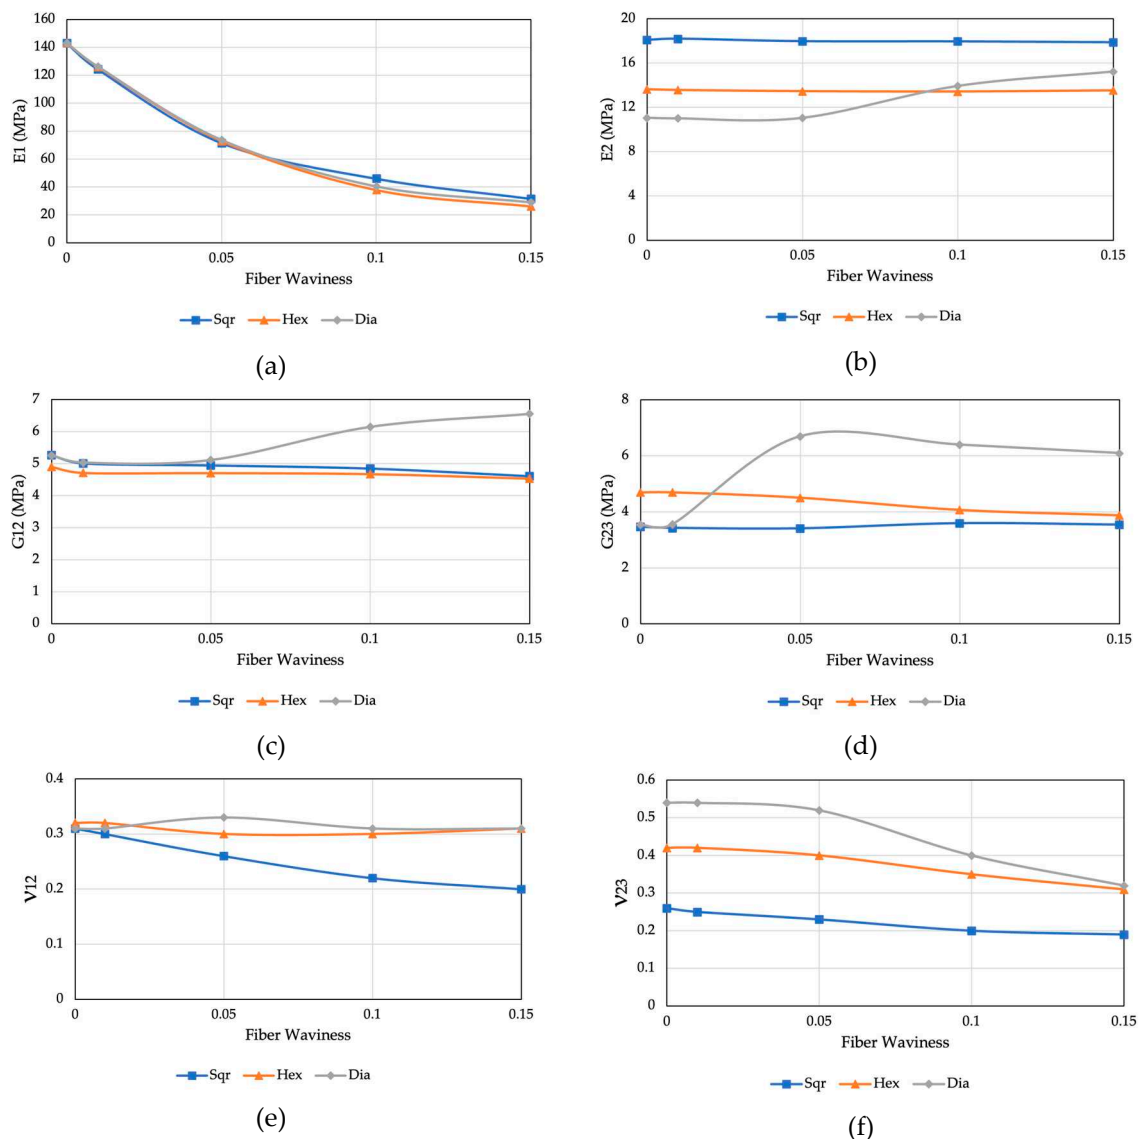 160
140
120
100
80
60
40
20
0
E1 (MPa)
0 0.05 0.1 0.15
Fiber Waviness
Sqr Hex Dia
(a)
20
16
12
8
4
0
E2 (MPa)
0 0.05 0.1 0.15
Fiber Waviness
Sqr Hex Dia
(b)
7
6
5
4
3
2
1
0
G12 (MPa)
0 0.05 0.1 0.15
Fiber Waviness
Sqr Hex Dia
(c)
8
6
4
2
0
G23 (MPa)
0 0.05 0.1 0.15
Fiber Waviness
Sqr Hex Dia
(d)
0.4
0.3
0.2
0.1
0
ν12
0 0.05 0.1 0.15
Fiber Waviness
Sqr Hex Dia
(e)
0.6
0.5
0.4
0.3
0.2
0.1
0
ν23
0 0.05 0.1 0.15
Fiber Waviness
Sqr Hex Dia
(f)